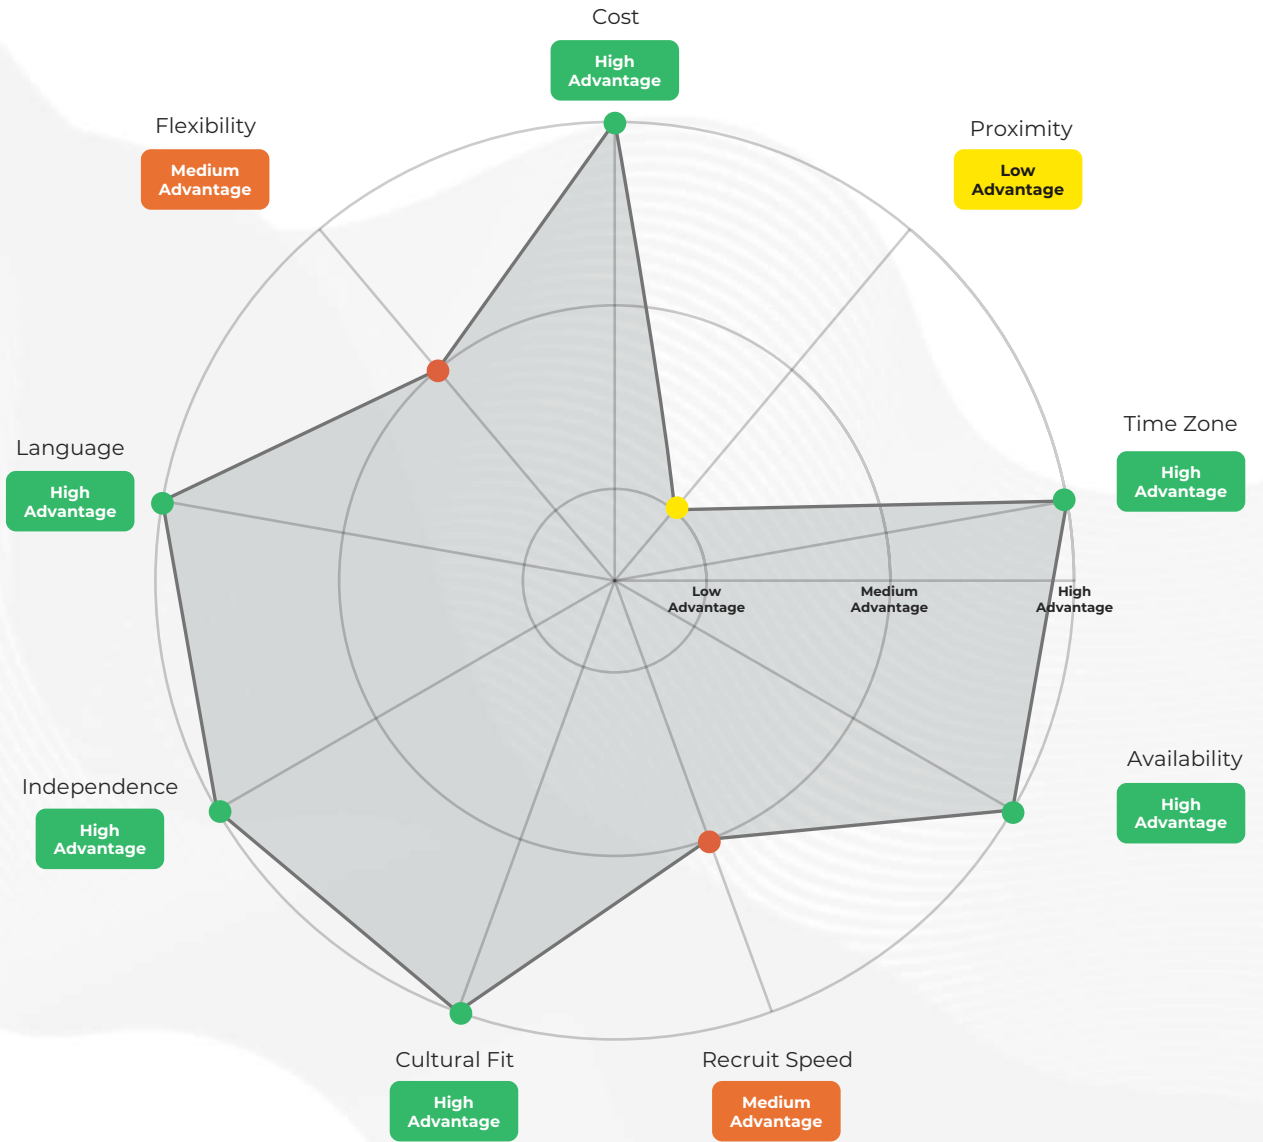 Cost
High
Advantage
Flexibility
Medium
Advantage
Proximity
Low
Advantage
Time Zone
High
Advantage
Language
High
Advantage
Low
Advantage
Medium
Advantage
High
Advantage
Availability
High
Advantage
Independence
High
Advantage
Cultural Fit
High
Advantage
Recruit Speed
Medium
Advantage